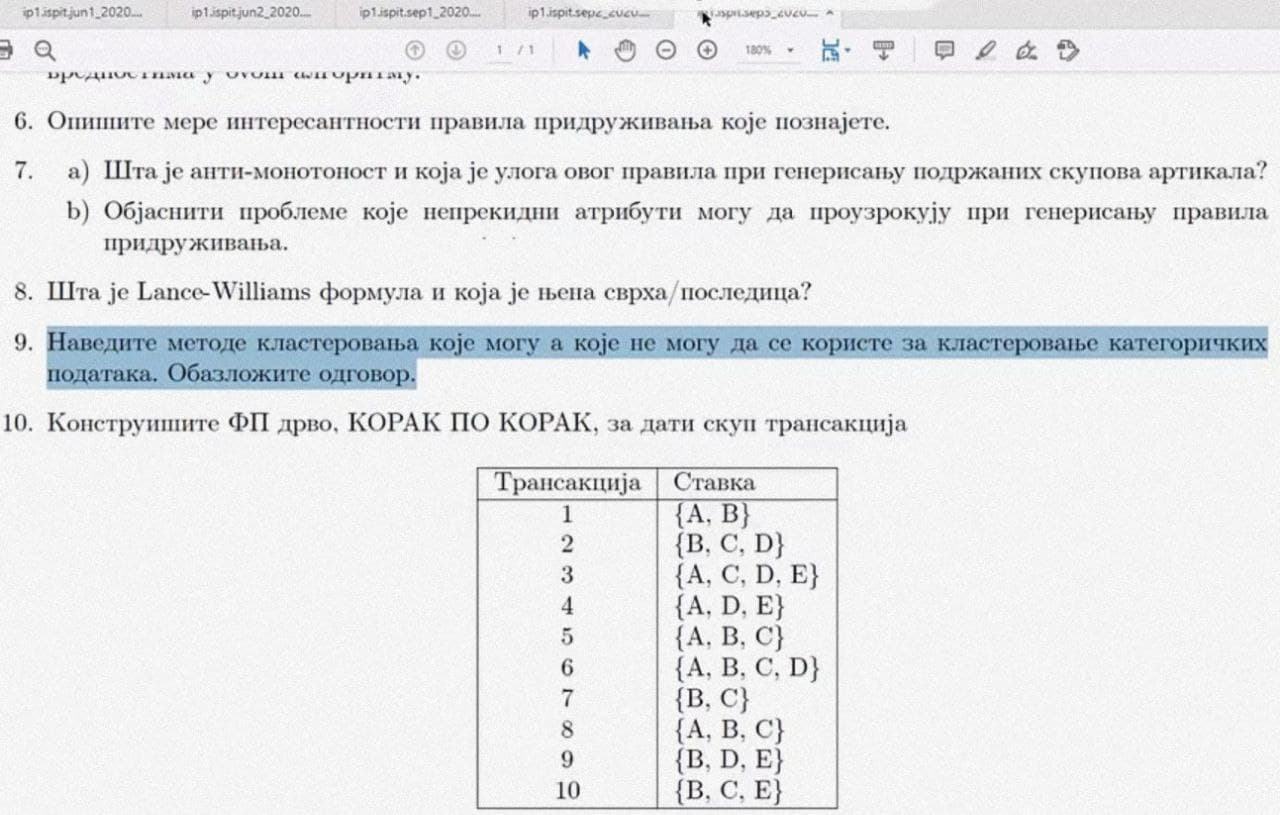 ip1.ispit.jun1_2020....
ip1.ispit.jun2_2020....
ip1.ispit.sep1_2020....
ip1.ispit.sep2_2020....
ip1.ispit.sep3_2020....
1 / 1
180%
вредностима у овом алгоритму.
6. Опишите мере интересантности правила придруживања које познајете.
7. a) Шта је анти-монотоност и која је улога овог правила при генерисању подржаних скупова артикала?
b) Објаснити проблеме које непрекидни атрибути могу да проузрокују при генерисању правила
придруживања.
8. Шта је Lance-Williams формула и која је њена сврха/последица?
9. Наведите методе кластеровања које могу а које не могу да се користе за кластеровање категоричких
података. Обазложите одговор.
10. Конструишите ФП дрво, КОРАК ПО КОРАК, за дати скуп трансакција
Трансакција Ставка
1 {A, B}
2 {B, C, D}
3 {A, C, D, E}
4 {A, D, E}
5 {A, B, C}
6 {A, B, C, D}
7 {B, C}
8 {A, B, C}
9 {B, D, E}
10 {B, C, E}